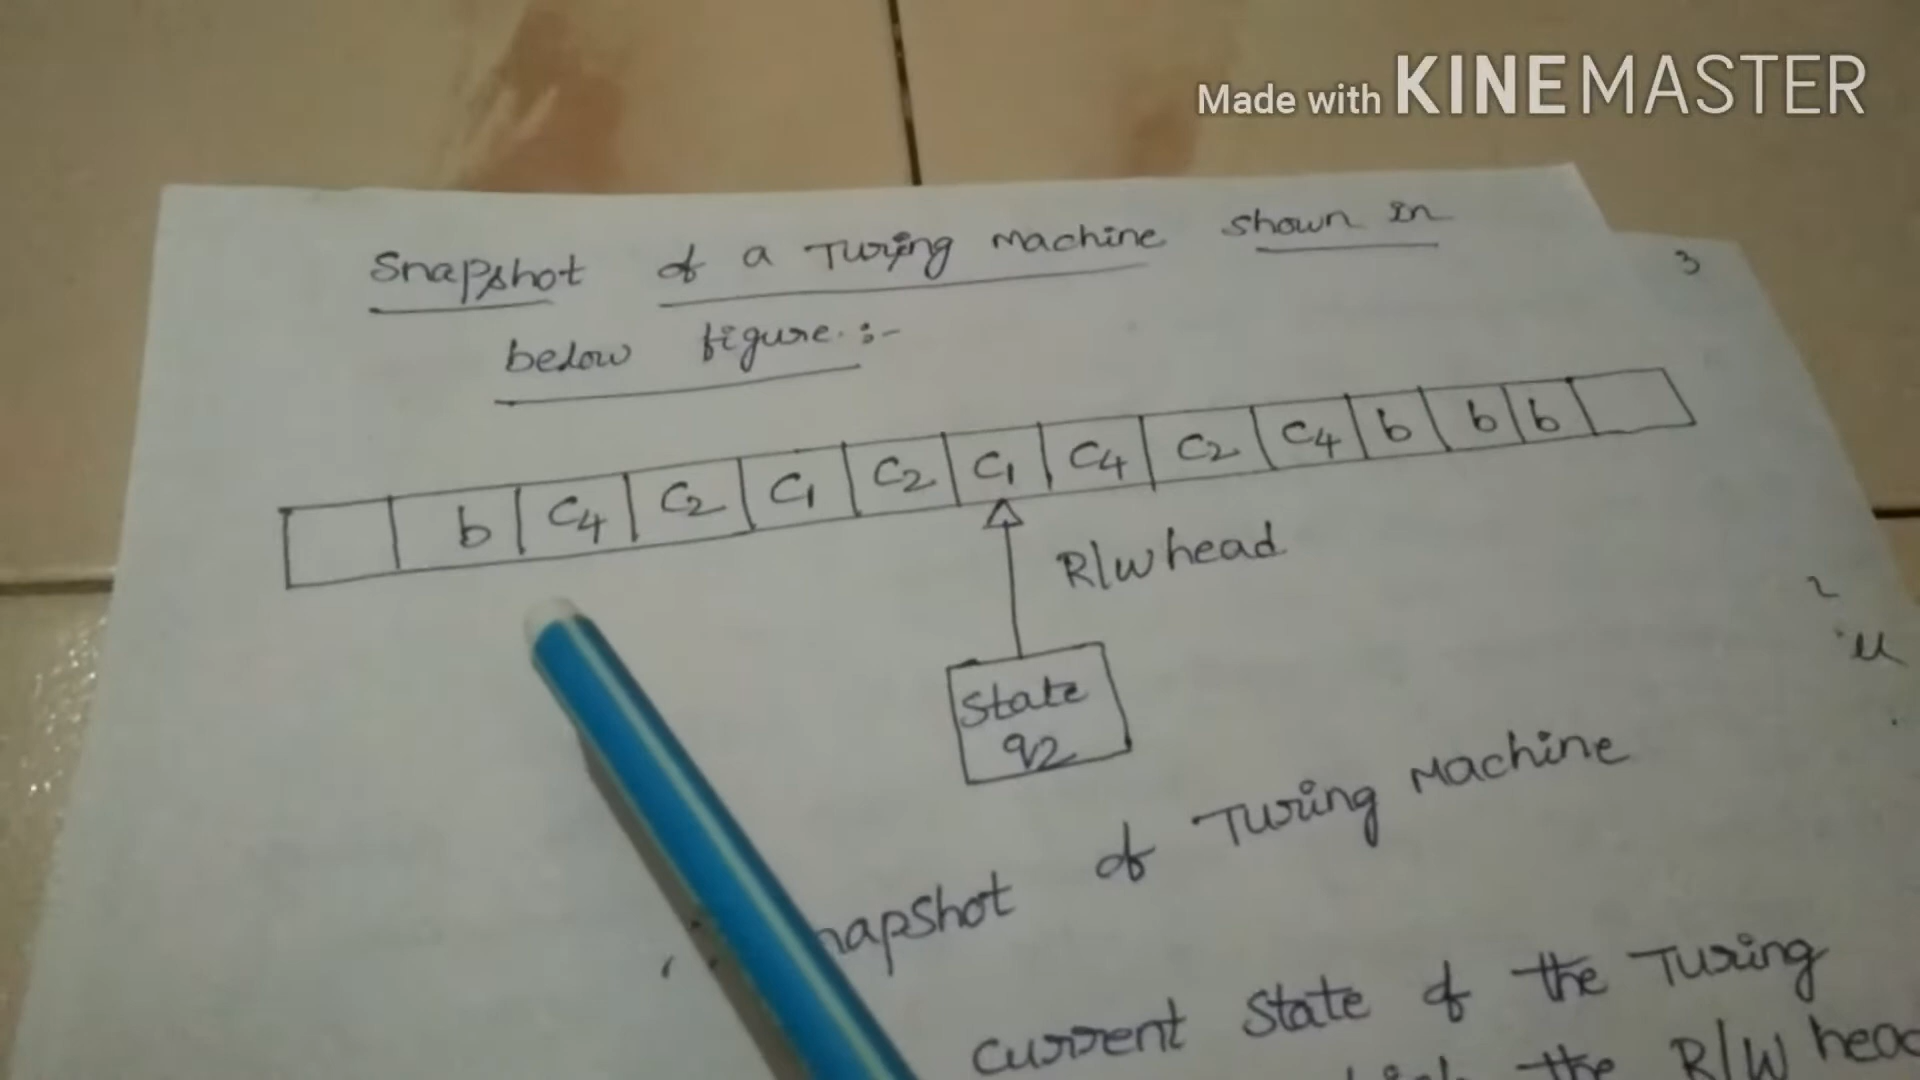 Made with KINEMASTER
Snapshot of a Turing Machine shown in
below figure :-
b C4 C2 C1 C2 C1 C4 C2 C4 b b b
R/W head
State
q2
of Turing Machine
current state of the Turing
the R/W head